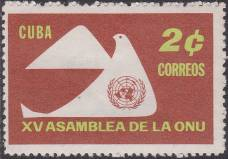 CUBA 2¢
CORREOS
XV ASAMBLEA DE LA ONU